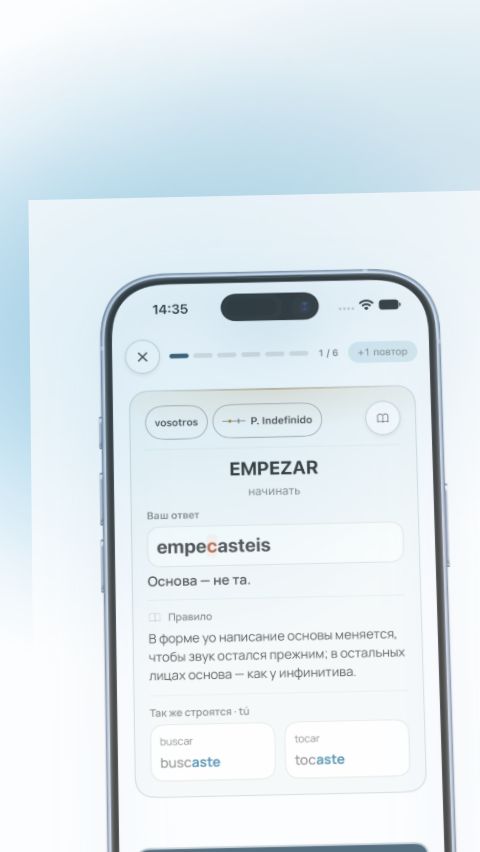 14:35
1 / 6
+1 повтор
vosotros
P. Indefinido
EMPEZAR
начинать
Ваш ответ
empecasteis
Основа — не та.
Правило
В форме yo написание основы меняется,
чтобы звук остался прежним; в остальных
лицах основа — как у инфинитива.
Так же строятся · tú
buscar
buscaste
tocar
tocaste